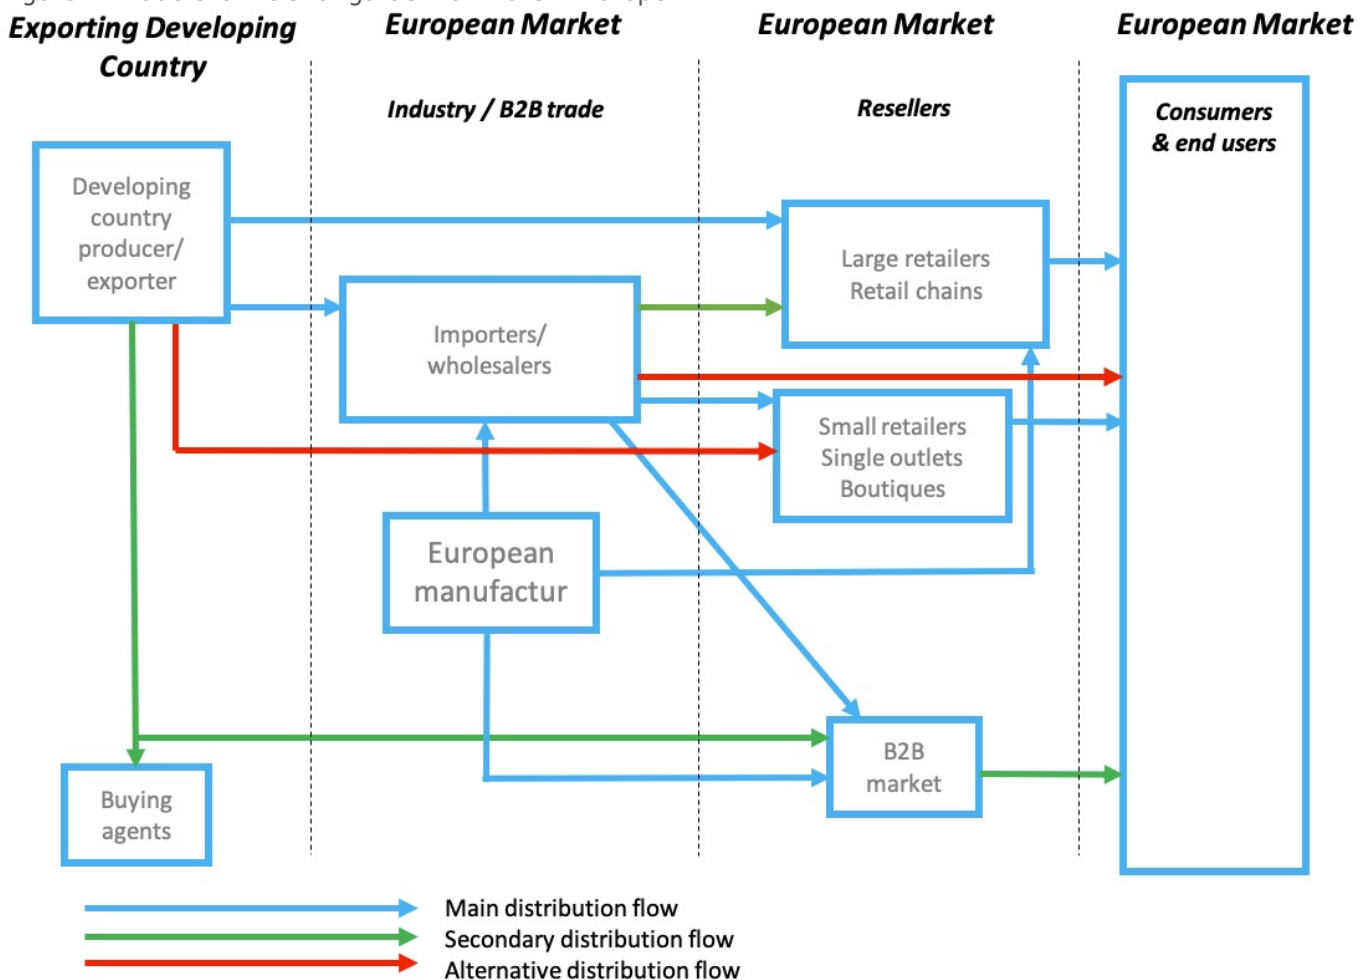 Exporting Developing
Country
European Market
European Market
European Market
Industry / B2B trade
Resellers
Consumers
& end users
Developing
country
producer/
exporter
Large retailers
Retail chains
Importers/
wholesalers
Small retailers
Single outlets
Boutiques
European
manufactur
B2B
market
Buying
agents
Main distribution flow
Secondary distribution flow
Alternative distribution flow